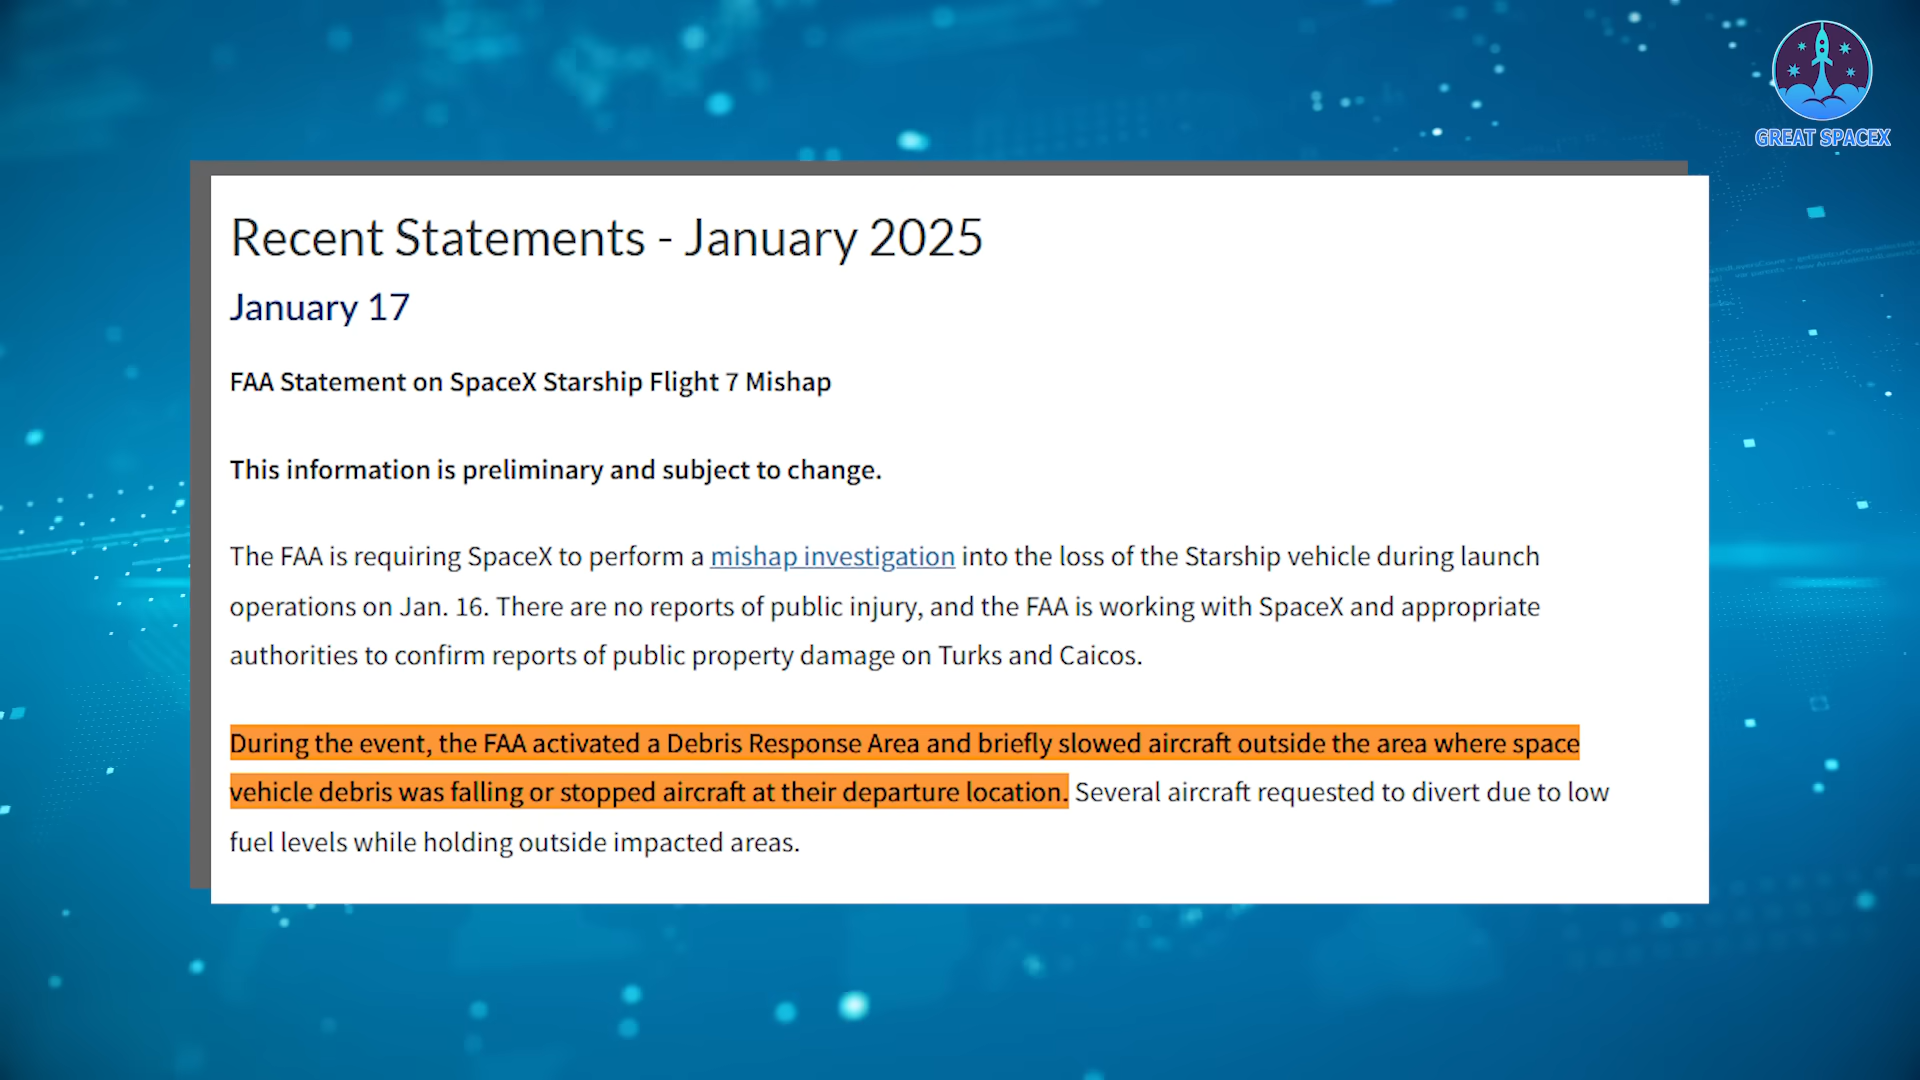 GREAT SPACEX
Recent Statements - January 2025
January 17
FAA Statement on SpaceX Starship Flight 7 Mishap
This information is preliminary and subject to change.
The FAA is requiring SpaceX to perform a mishap investigation into the loss of the Starship vehicle during launch
operations on Jan. 16. There are no reports of public injury, and the FAA is working with SpaceX and appropriate
authorities to confirm reports of public property damage on Turks and Caicos.
During the event, the FAA activated a Debris Response Area and briefly slowed aircraft outside the area where space
vehicle debris was falling or stopped aircraft at their departure location. Several aircraft requested to divert due to low
fuel levels while holding outside impacted areas.